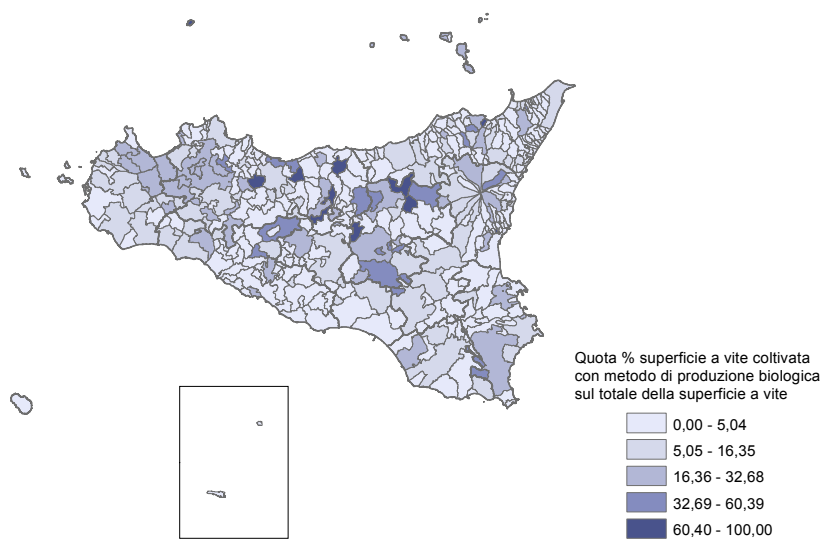 Quota % superficie a vite coltivata
con metodo di produzione biologica
sul totale della superficie a vite
0,00 - 5,04
5,05 - 16,35
16,36 - 32,68
32,69 - 60,39
60,40 - 100,00